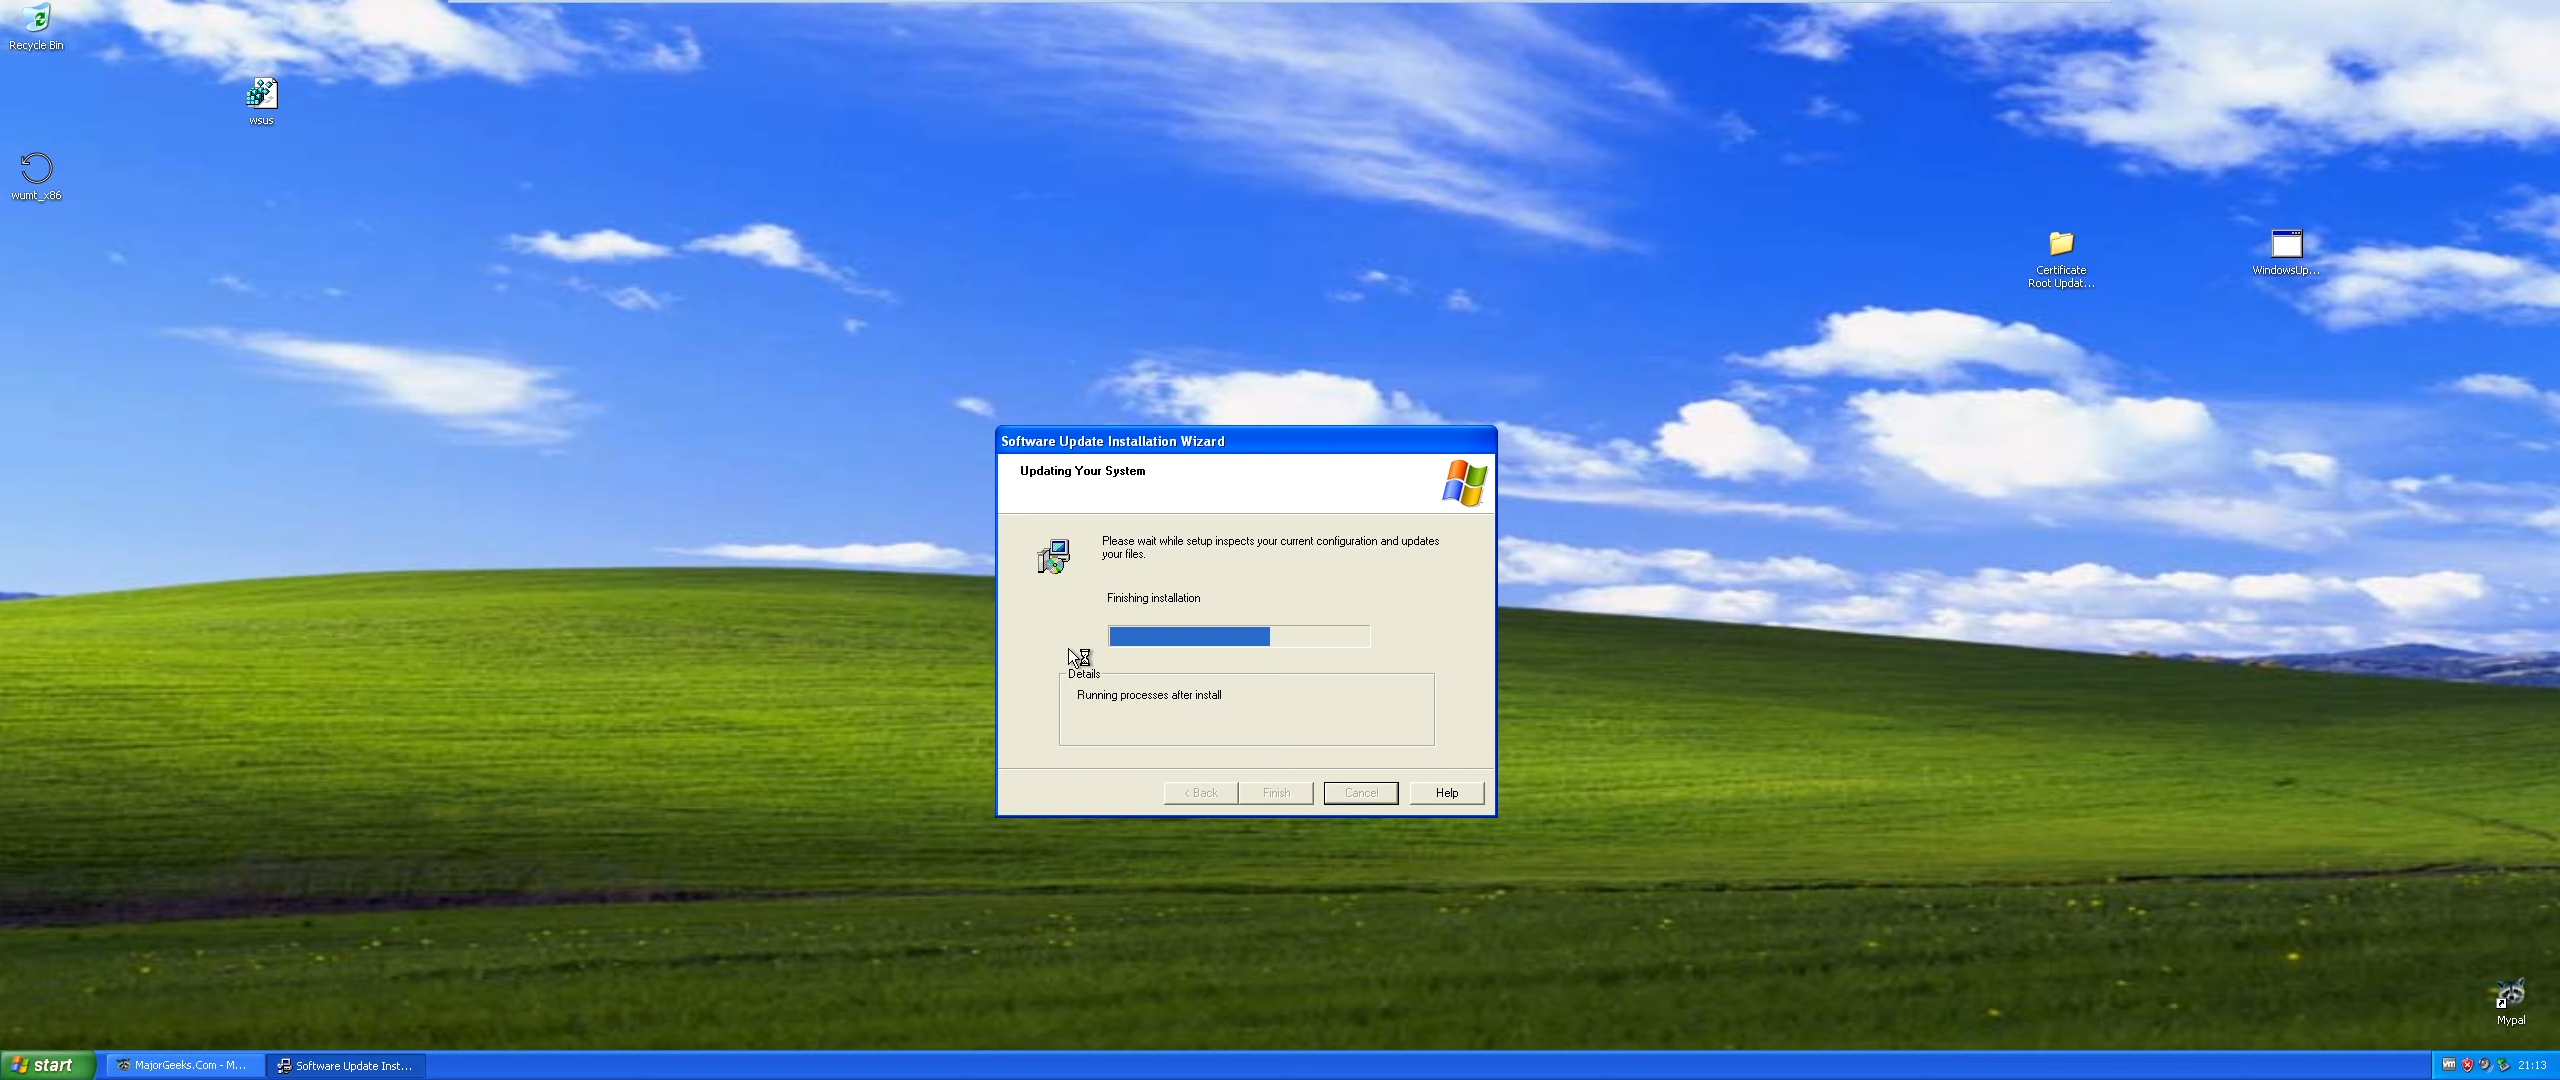 Recycle Bin
wsus
wumt_x86
Certificate
Root Updat...
WindowsUp...
Software Update Installation Wizard
Updating Your System
Please wait while setup inspects your current configuration and updates
your files.
Finishing installation
Details
Running processes after install
< Back
Finish
Cancel
Help
Mypal
start
MajorGeeks.Com - M...
Software Update Inst...
vm
21:13